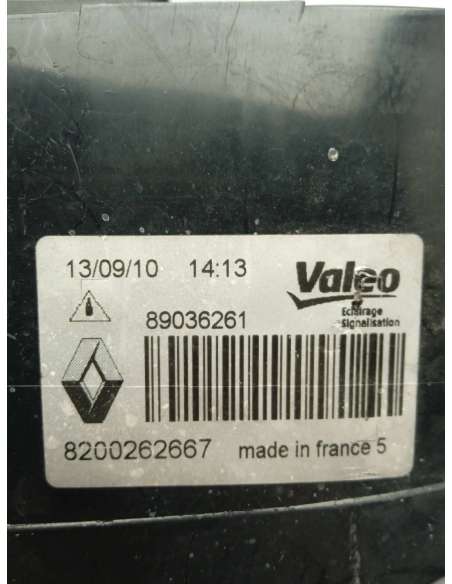 13/09/10 14:13
Valeo
Eclairage
Signalisation
89036261
8200262667 made in france 5